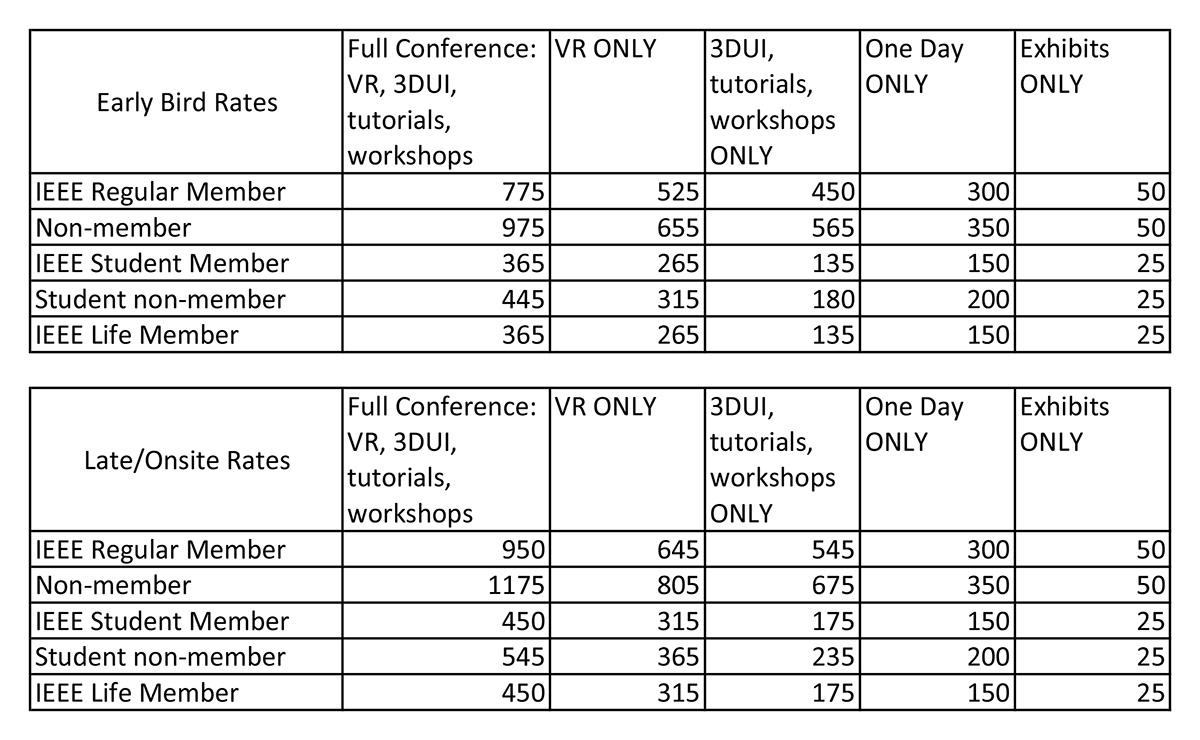 Early Bird Rates
Full Conference: VR ONLY 3DUI, One Day Exhibits
VR, 3DUI, tutorials, ONLY ONLY
tutorials, workshops
workshops ONLY
IEEE Regular Member 775 525 450 300 50
Non-member 975 655 565 350 50
IEEE Student Member 365 265 135 150 25
Student non-member 445 315 180 200 25
IEEE Life Member 365 265 135 150 25
Late/Onsite Rates
Full Conference: VR ONLY 3DUI, One Day Exhibits
VR, 3DUI, tutorials, ONLY ONLY
tutorials, workshops
workshops ONLY
IEEE Regular Member 950 645 545 300 50
Non-member 1175 805 675 350 50
IEEE Student Member 450 315 175 150 25
Student non-member 545 365 235 200 25
IEEE Life Member 450 315 175 150 25